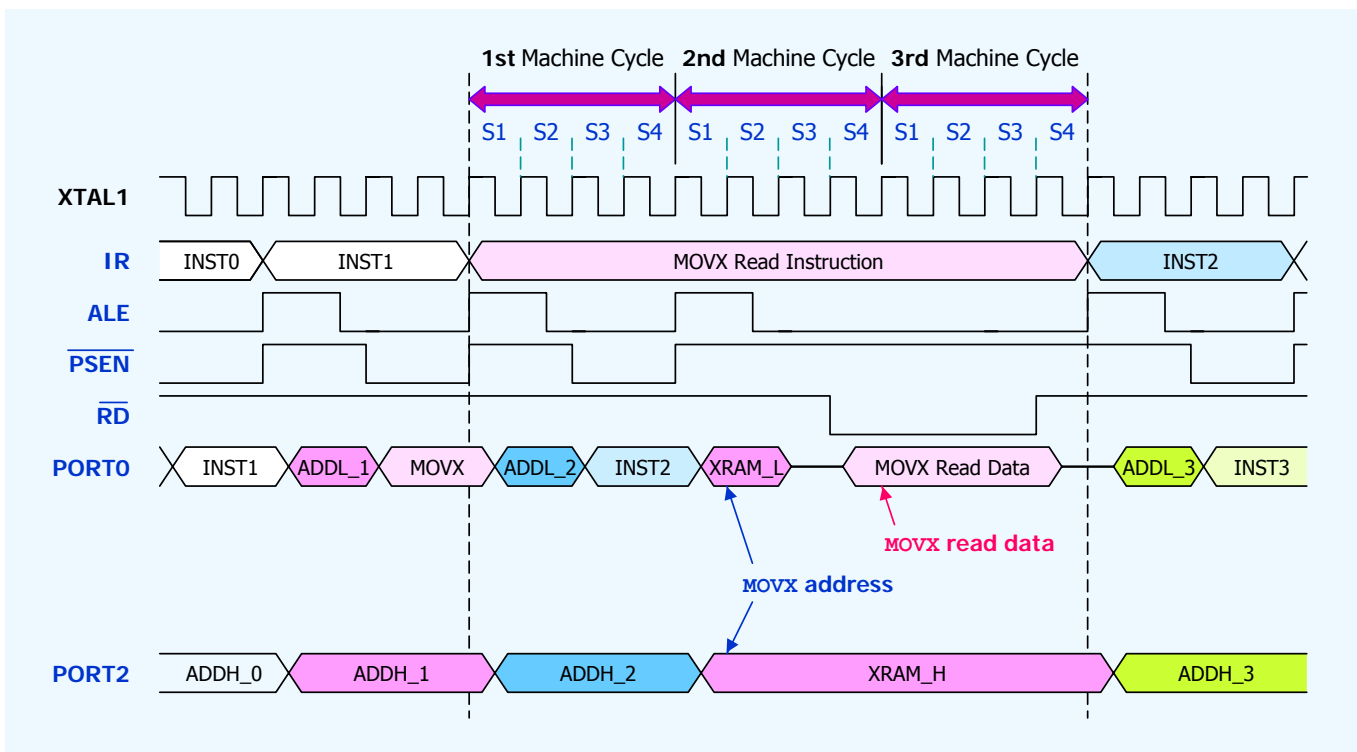 1st Machine Cycle 2nd Machine Cycle 3rd Machine Cycle
S1 S2 S3 S4 S1 S2 S3 S4 S1 S2 S3 S4
XTAL1
IR INST0 INST1 MOVX Read Instruction INST2
ALE
PSEN
RD
PORT0 INST1 ADDL_1 MOVX ADDL_2 INST2 XRAM_L MOVX Read Data ADDL_3 INST3
MOVX read data
MOVX address
PORT2 ADDH_0 ADDH_1 ADDH_2 XRAM_H ADDH_3